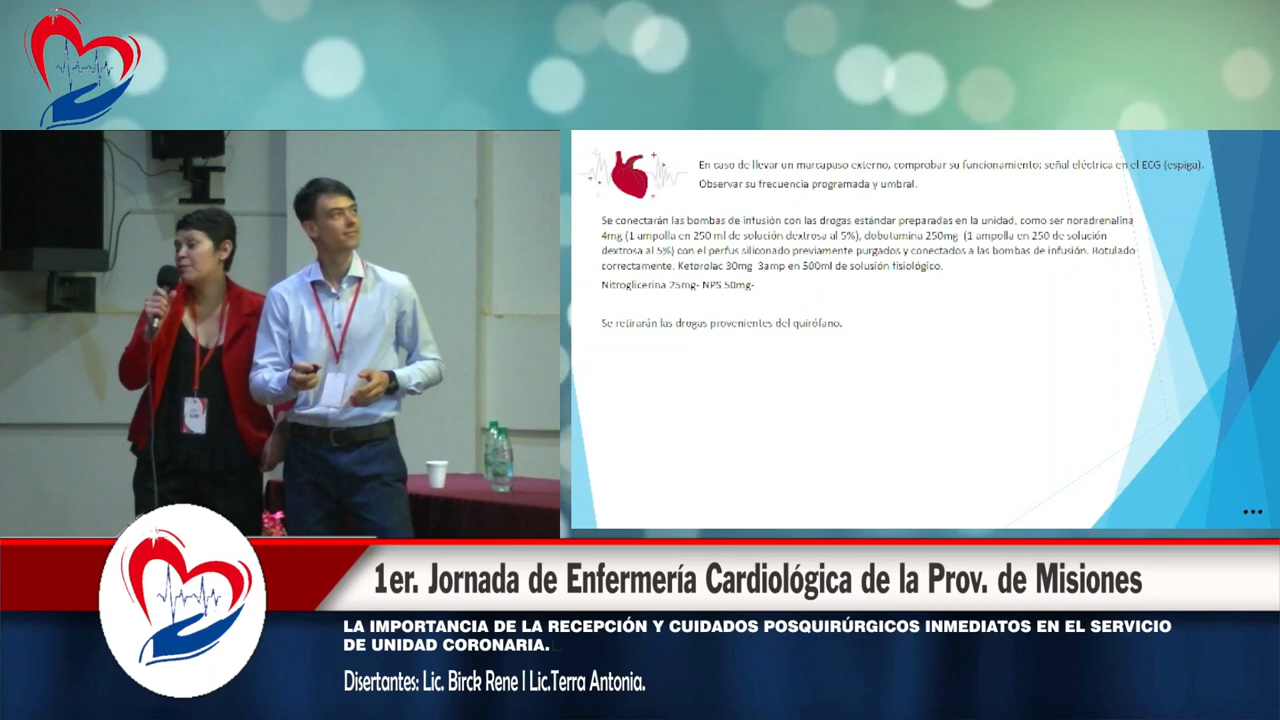 En caso de llevar un marcapaso externo, comprobar su funcionamiento; señal eléctrica en el ECG (espiga).
Observar su frecuencia programada y umbral.
Se conectarán las bombas de infusión con las drogas estándar preparadas en la unidad, como ser noradrenalina
4mg (1 ampolla en 250 ml de solución dextrosa al 5%), dobutamina 250mg (1 ampolla en 250 de solución
dextrosa al 5%) con el perfus siliconado previamente purgados y conectados a las bombas de infusión. Rotulado
correctamente. Ketorolac 30mg 3amp en 500ml de solusión fisiológico.
Nitroglicerina 25mg- NPS 50mg-
Se retirarán las drogas provenientes del quirófano.
1er. Jornada de Enfermería Cardiológica de la Prov. de Misiones
LA IMPORTANCIA DE LA RECEPCIÓN Y CUIDADOS POSQUIRÚRGICOS INMEDIATOS EN EL SERVICIO
DE UNIDAD CORONARIA.
Disertantes: Lic. Birck Rene I Lic.Terra Antonia.